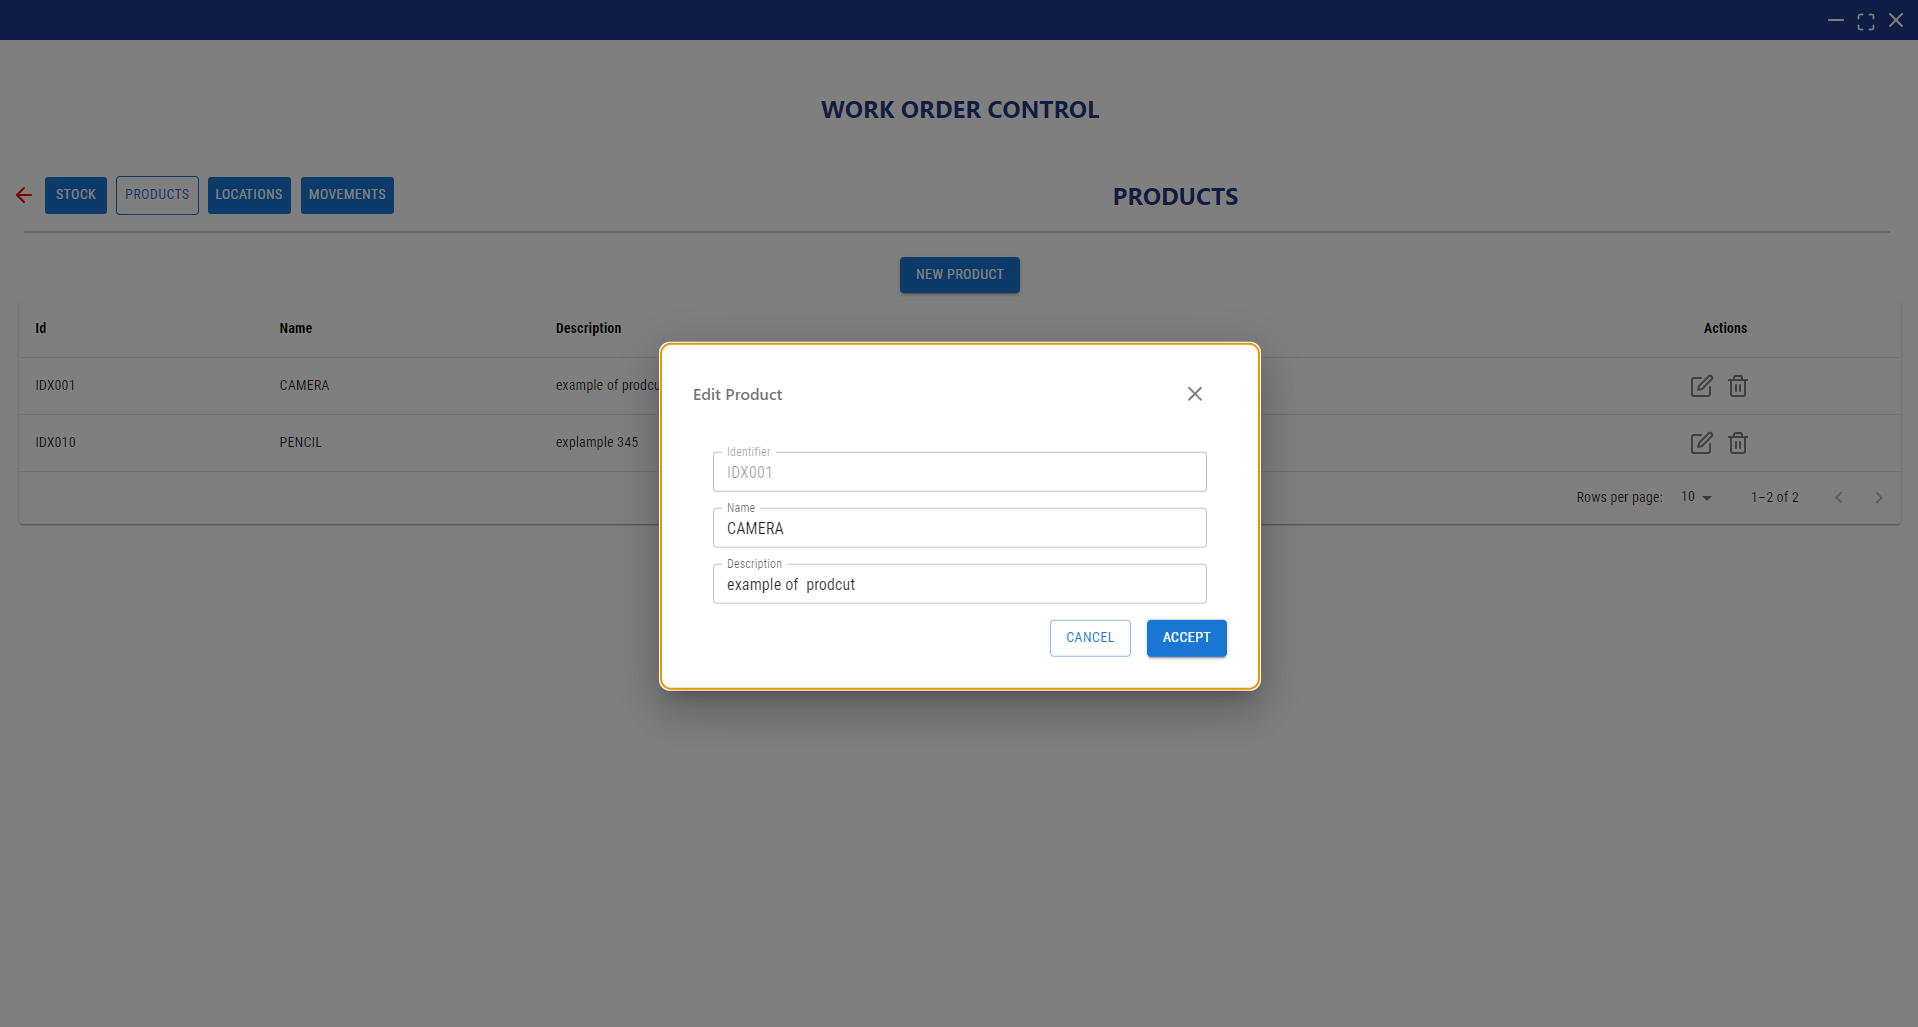 WORK ORDER CONTROL
STOCK PRODUCTS LOCATIONS MOVEMENTS PRODUCTS
NEW PRODUCT
Id Name Description Actions
IDX001 CAMERA example of prodcu
IDX010 PENCIL explample 345
Rows per page: 10 1–2 of 2
Edit Product
Identifier
IDX001
Name
CAMERA
Description
example of  prodcut
CANCEL ACCEPT